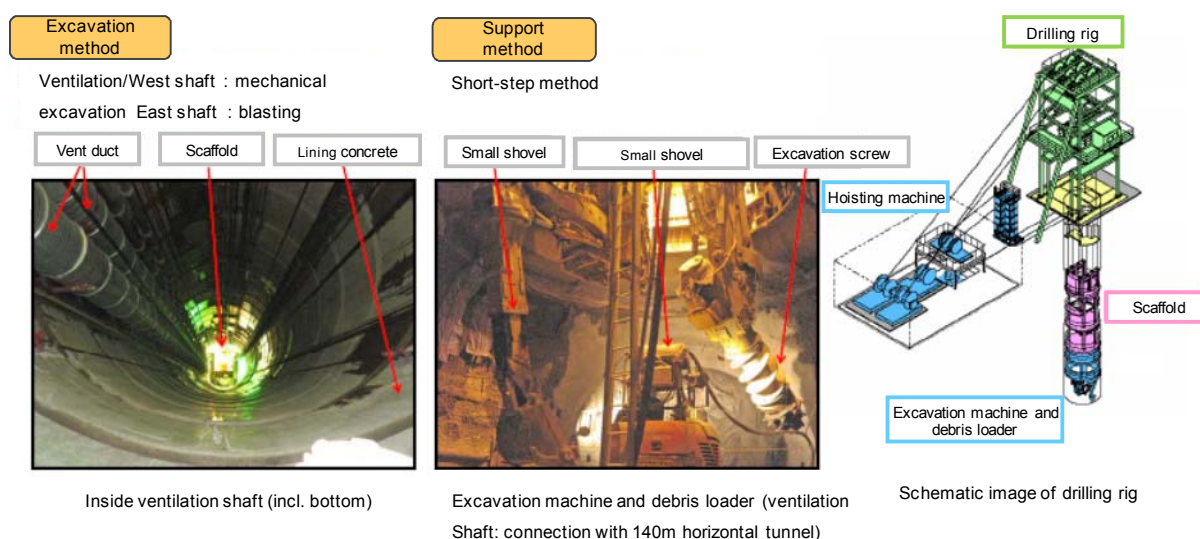 Excavation
method
Ventilation/West shaft : mechanical
excavation East shaft : blasting
Vent duct
Scaffold
Lining concrete
Inside ventilation shaft (incl. bottom)
Support
method
Short-step method
Small shovel
Small shovel
Excavation screw
Excavation machine and debris loader (ventilation
Shaft: connection with 140m horizontal tunnel)
Drilling rig
Hoisting machine
Scaffold
Excavation machine and
debris loader
Schematic image of drilling rig